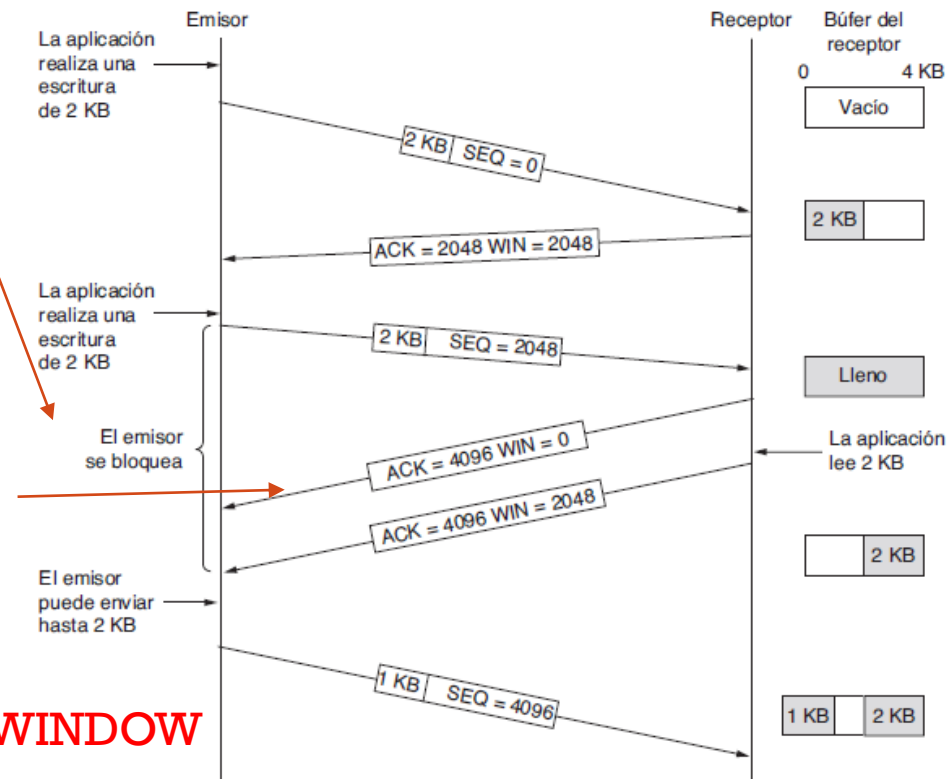 Emisor
Receptor
Búfer del
receptor
0 4 KB
La aplicación
realiza una
escritura
de 2 KB
Vacío
2 KB SEQ = 0
2 KB
ACK = 2048 WIN = 2048
La aplicación
realiza una
escritura
de 2 KB
2 KB SEQ = 2048
Lleno
El emisor
se bloquea
ACK = 4096 WIN = 0
La aplicación
lee 2 KB
ACK = 4096 WIN = 2048
2 KB
El emisor
puede enviar
hasta 2 KB
1 KB SEQ = 4096
1 KB 2 KB
WINDOW